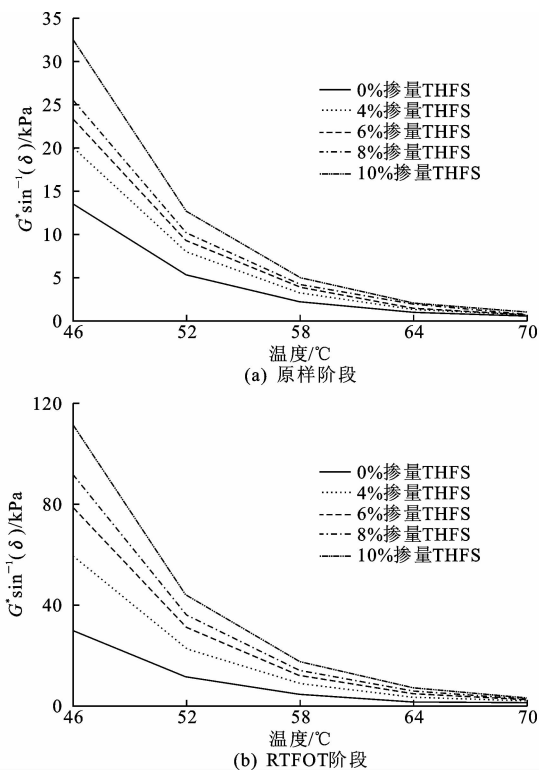 35
30
25
20
15
10
5
0
G*sin⁻¹(δ)/kPa
0%掺量THFS
4%掺量THFS
6%掺量THFS
8%掺量THFS
10%掺量THFS
46 52 58 64 70
温度/℃
(a) 原样阶段
120
80
40
0
G*sin⁻¹(δ)/kPa
0%掺量THFS
4%掺量THFS
6%掺量THFS
8%掺量THFS
10%掺量THFS
46 52 58 64 70
温度/℃
(b) RTFOT阶段